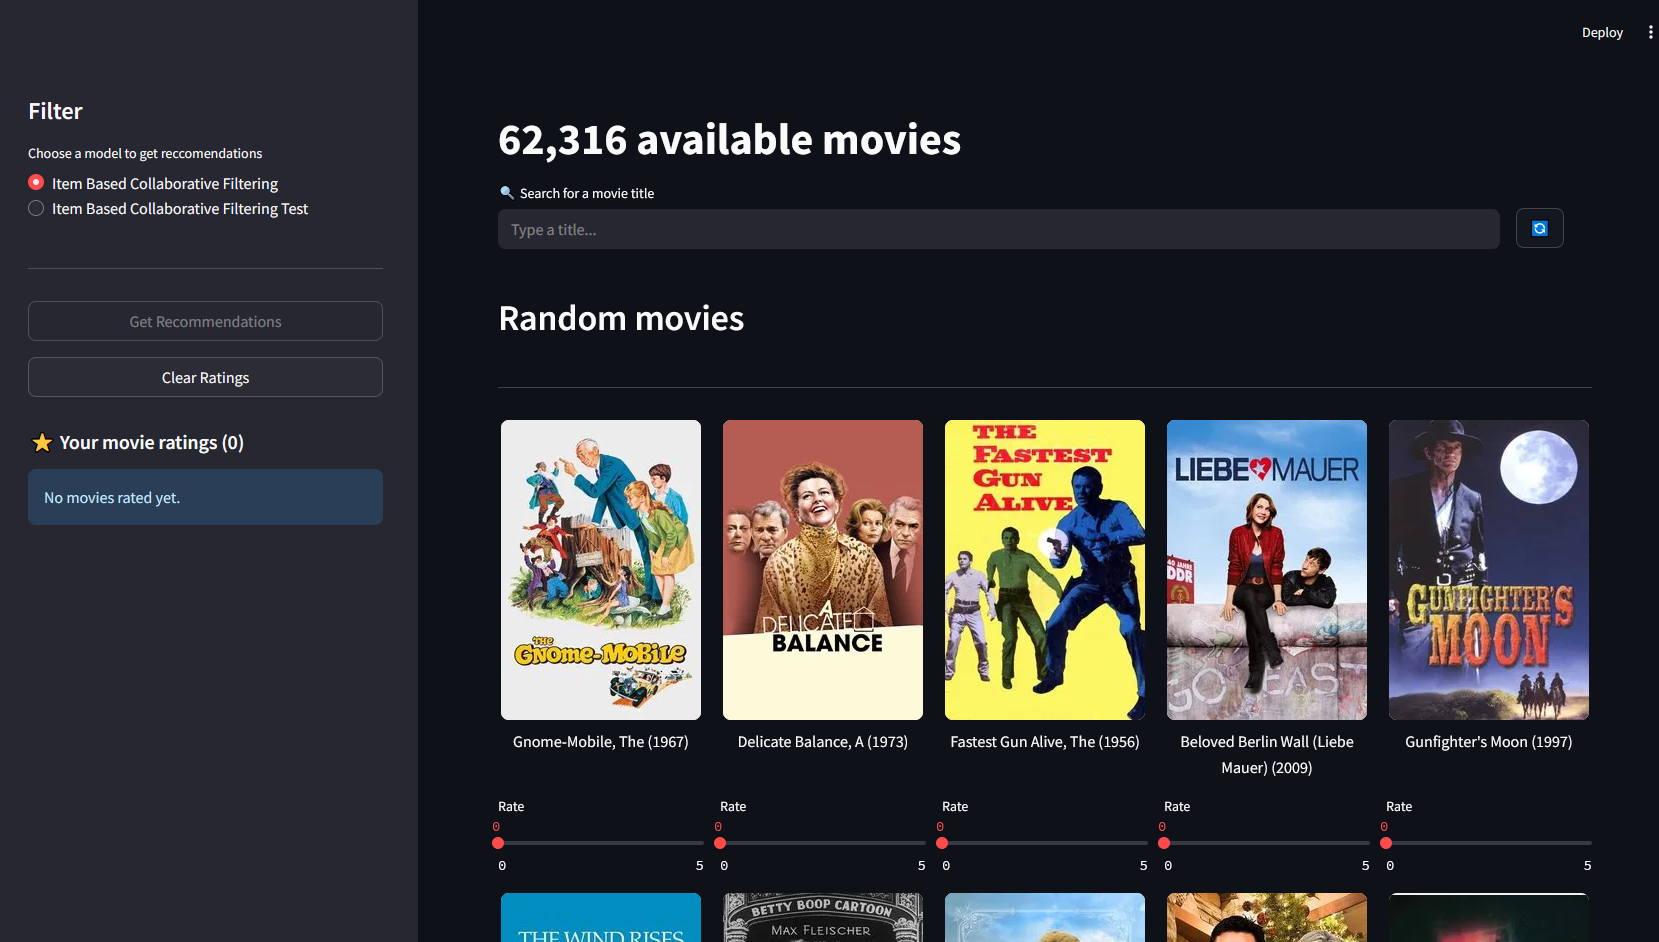 Deploy
Filter
Choose a model to get reccomendations
Item Based Collaborative Filtering
Item Based Collaborative Filtering Test
Get Recommendations
Clear Ratings
Your movie ratings (0)
No movies rated yet.
62,316 available movies
Search for a movie title
Type a title...
Random movies
THE
Gnome-Mobile
A
DELICATE
BALANCE
THE
FASTEST
GUN
ALIVE
LIEBE MAUER
40 JAHRE
DDR
GO EAST
GUNFIGHTER'S
MOON
Gnome-Mobile, The (1967)
Delicate Balance, A (1973)
Fastest Gun Alive, The (1956)
Beloved Berlin Wall (Liebe
Mauer) (2009)
Gunfighter's Moon (1997)
Rate
0
0 5
Rate
0
0 5
Rate
0
0 5
Rate
0
0 5
Rate
0
0 5
THE WIND RISES
BETTY BOOP CARTOON
MAX FLEISCHER